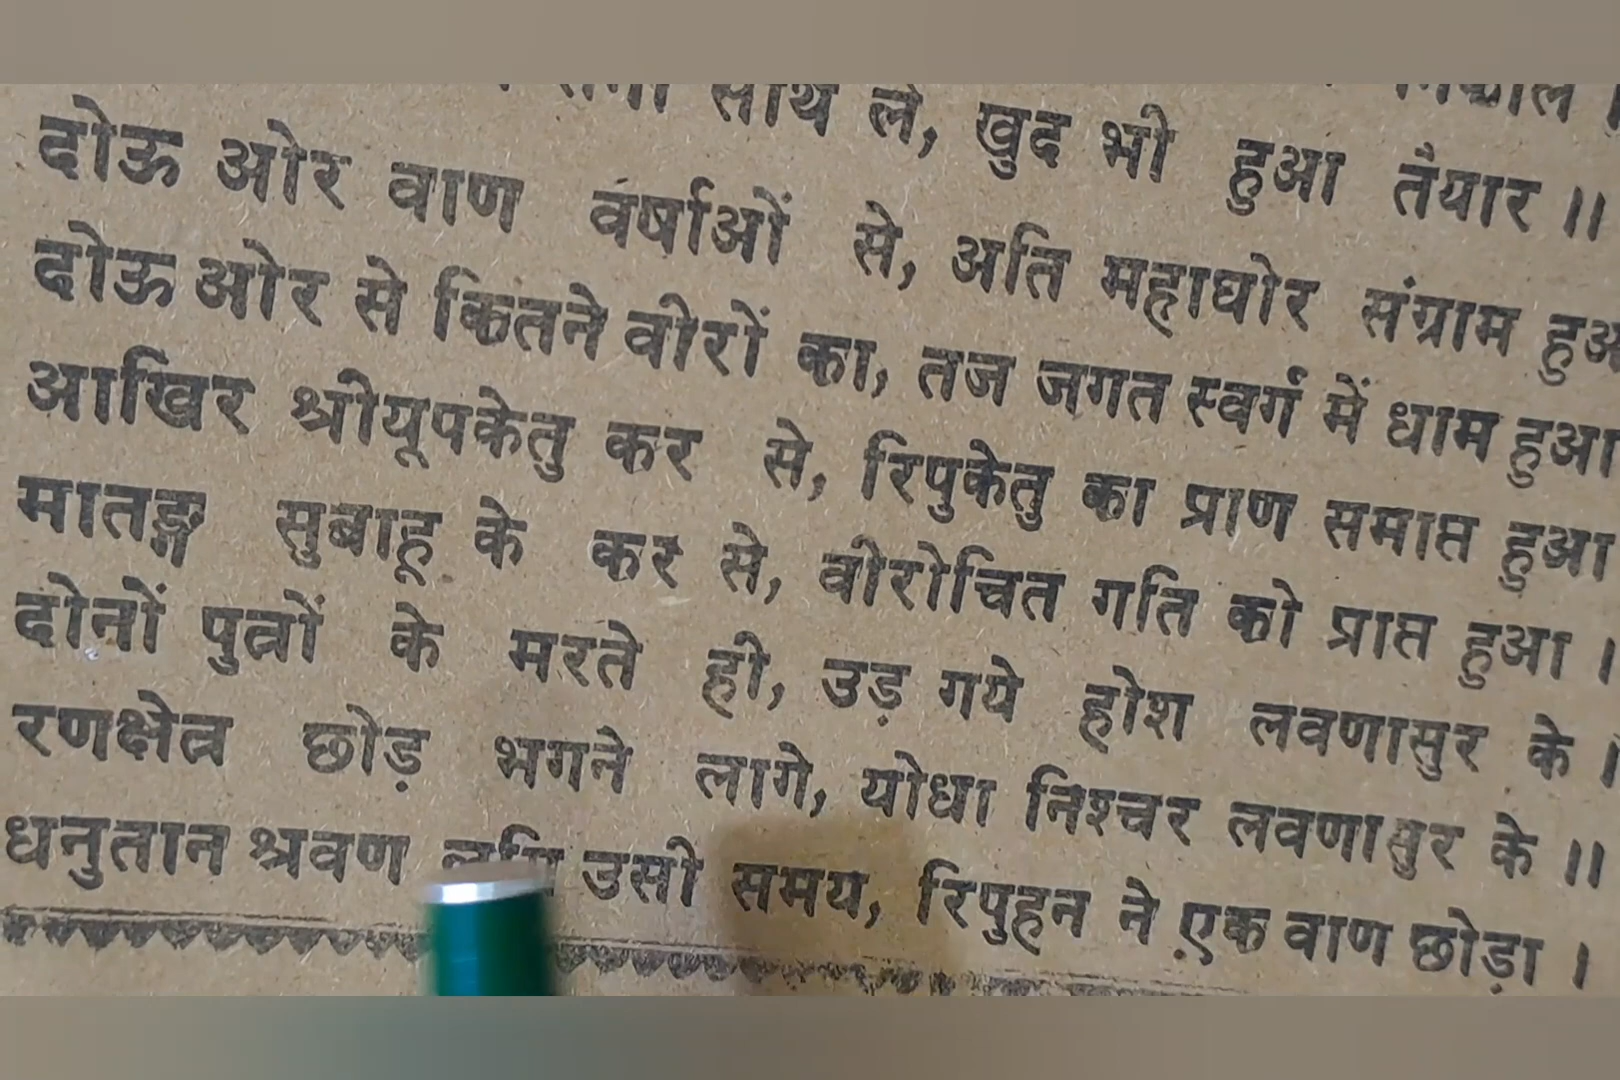 साथ ले, खुद भी हुआ तैयार ॥
दोऊ ओर वाण वर्षाओं से, अति महाघोर संग्राम
दोऊ ओर से कितने वीरों का, तज जगत स्वर्ग में धाम हुआ
आखिर श्रीयूपकेतु कर से, रिपुकेतु का प्राण समाप्त हुआ
मातङ्ग सुबाहू के कर से, वीरोचित गति को प्राप्त हुआ ।
दोनों पुत्रों के मरते ही, उड़ गये होश लवणासुर के ।
रणक्षेत्र छोड़ भगने लागे, योधा निश्चर लवणासुर के ॥
धनुतान श्रवण उसी समय, रिपुहन ने एक वाण छोड़ा ।